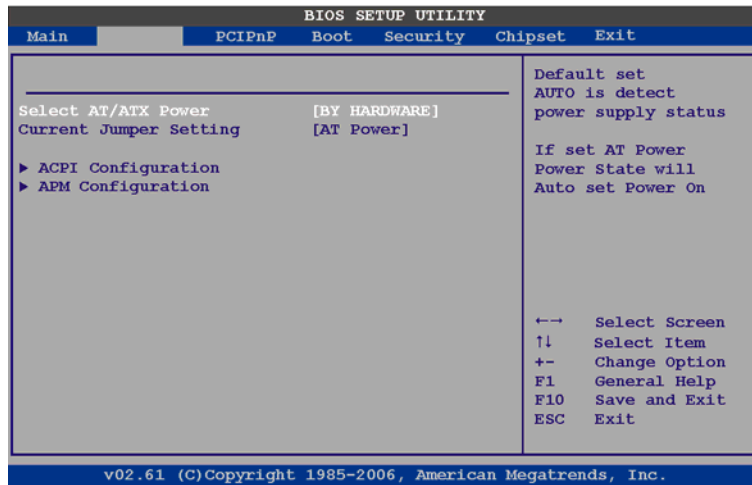 BIOS SETUP UTILITY
Main PCIPnP Boot Security Chipset Exit
Select AT/ATX Power [BY HARDWARE]
Current Jumper Setting [AT Power]
▶ ACPI Configuration
▶ APM Configuration
Default set
AUTO is detect
power supply status
If set AT Power
Power State will
Auto set Power On
←→ Select Screen
↑↓ Select Item
+- Change Option
F1 General Help
F10 Save and Exit
ESC Exit
v02.61 (C)Copyright 1985-2006, American Megatrends, Inc.